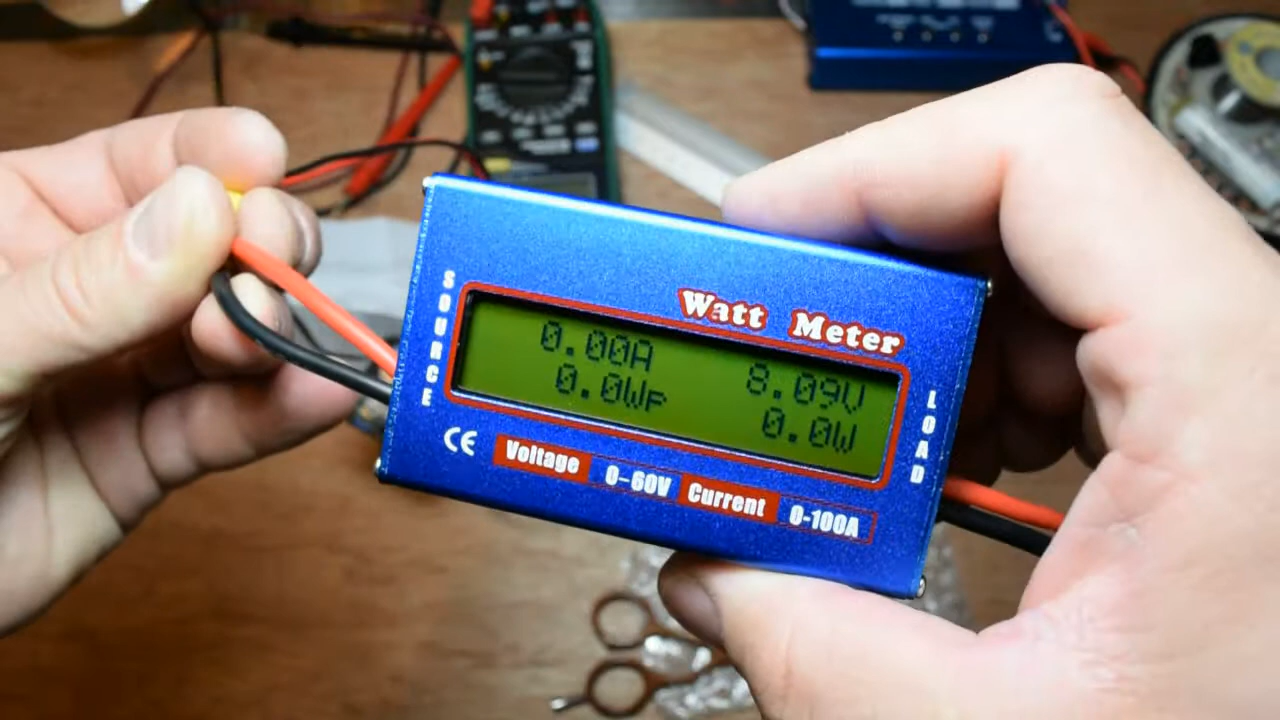 Watt Meter
SOURCE
0.00A 8.09V
0.0Wp 0.0W
LOAD
CE Voltage 0-60V Current 0-100A